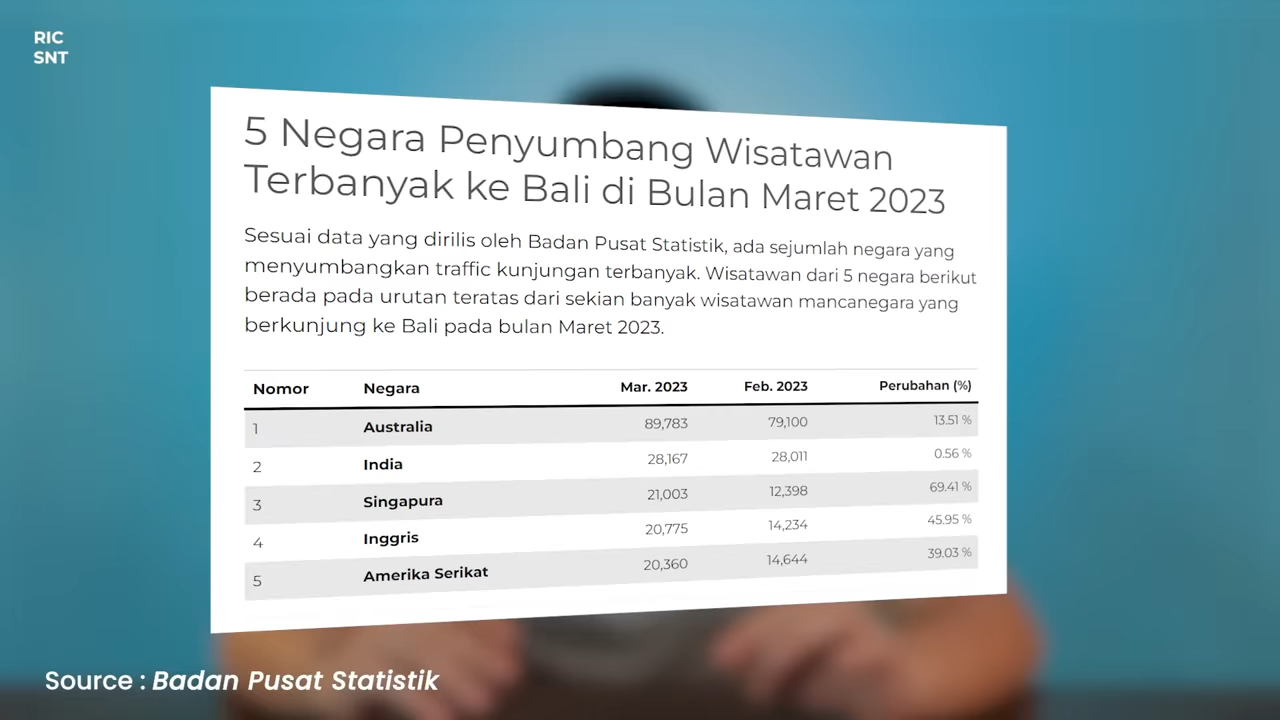 RIC
SNT
5 Negara Penyumbang Wisatawan
Terbanyak ke Bali di Bulan Maret 2023
Sesuai data yang dirilis oleh Badan Pusat Statistik, ada sejumlah negara yang
menyumbangkan traffic kunjungan terbanyak. Wisatawan dari 5 negara berikut
berada pada urutan teratas dari sekian banyak wisatawan mancanegara yang
berkunjung ke Bali pada bulan Maret 2023.
Nomor Negara Mar. 2023 Feb. 2023 Perubahan (%)
1 Australia 89,783 79,100 13.51 %
2 India 28,167 28,011 0.56 %
3 Singapura 21,003 12,398 69.41 %
4 Inggris 20,775 14,234 45.95 %
5 Amerika Serikat 20,360 14,644 39.03 %
Source : Badan Pusat Statistik